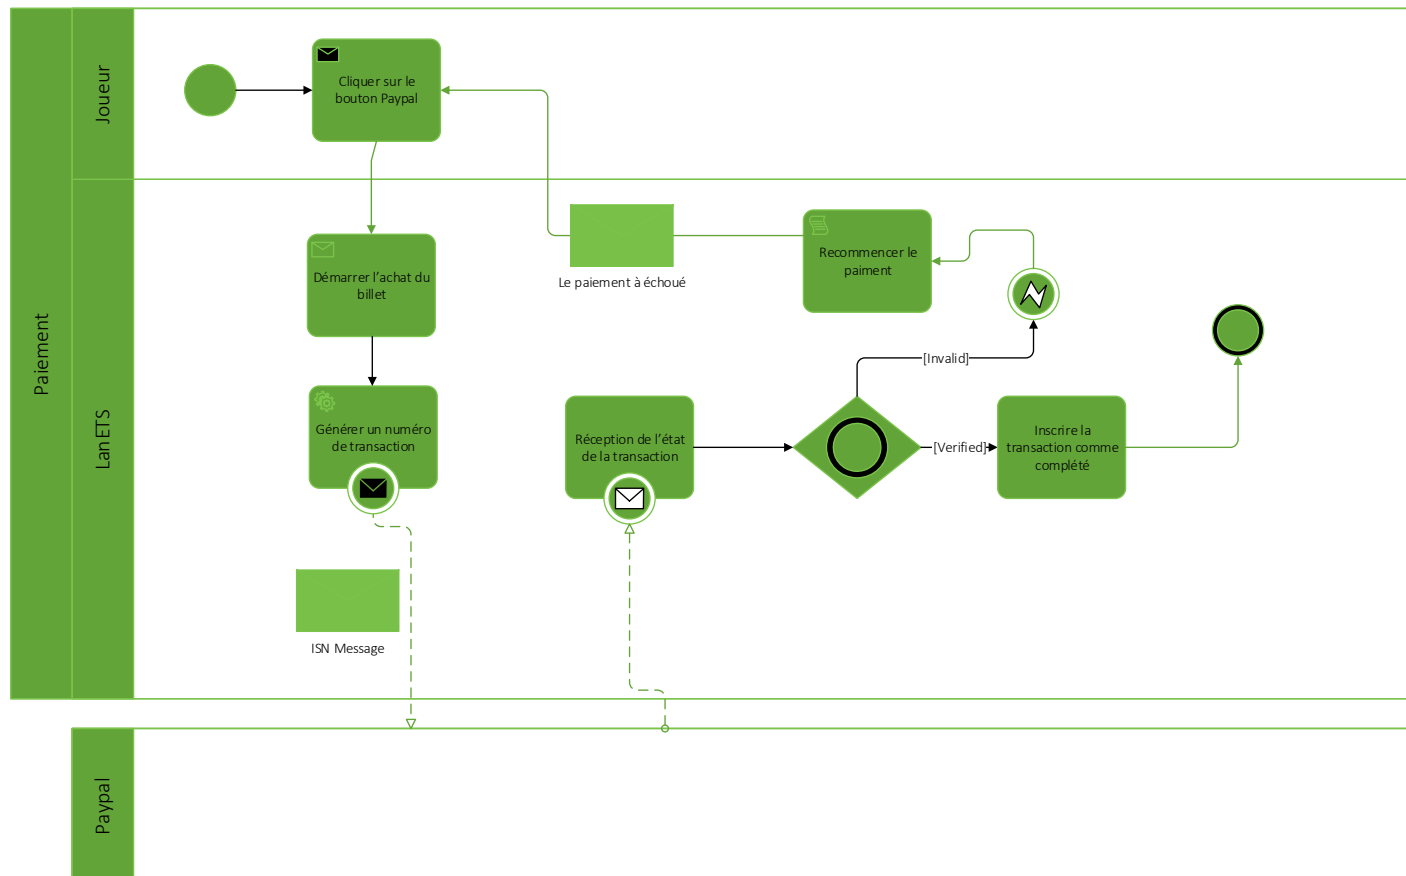 Paiement
Joueur
Cliquer sur le
bouton Paypal
LanETS
Démarrer l'achat du
billet
Le paiement à échoué
Recommencer le
paiment
[Invalid]
Générer un numéro
de transaction
Réception de l'état
de la transaction
[Verified]
Inscrire la
transaction comme
complété
ISN Message
Paypal